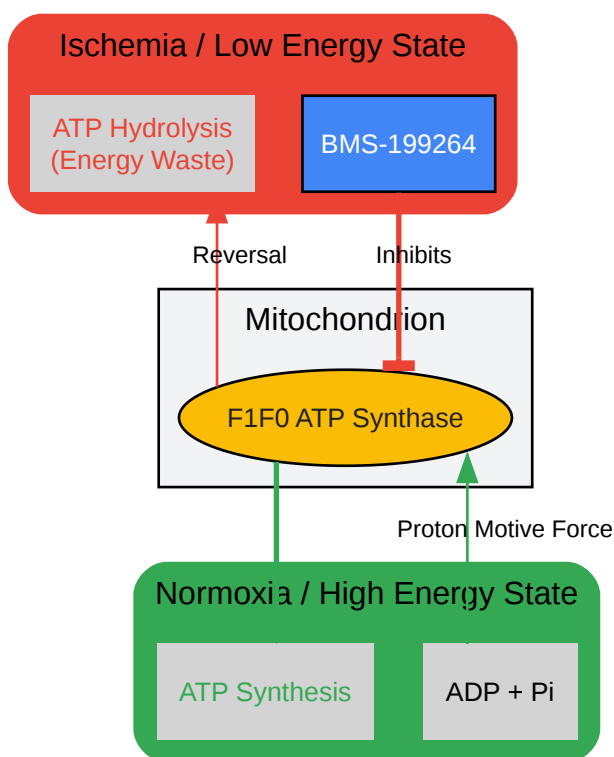 Ischemia / Low Energy State
ATP Hydrolysis
(Energy Waste)
BMS-199264
Reversal
Inhibits
Mitochondrion
F1F0 ATP Synthase
Proton Motive Force
Normoxia / High Energy State
ATP Synthesis
ADP + Pi